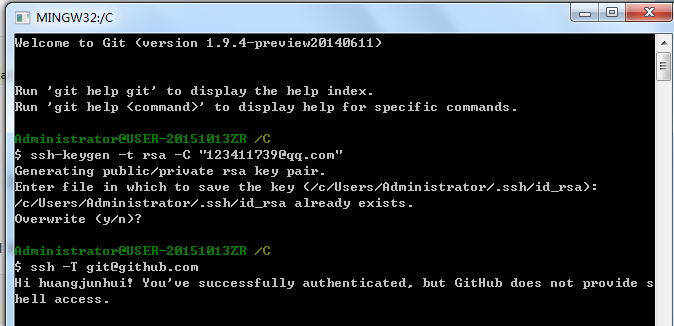 MINGW32:/C
Welcome to Git (version 1.9.4-preview20140611)
Run 'git help git' to display the help index.
Run 'git help <command>' to display help for specific commands.
Administrator@USER-20151013ZR /C
$ ssh-keygen -t rsa -C "123411739@qq.com"
Generating public/private rsa key pair.
Enter file in which to save the key (/c/Users/Administrator/.ssh/id_rsa):
/c/Users/Administrator/.ssh/id_rsa already exists.
Overwrite (y/n)?
Administrator@USER-20151013ZR /C
$ ssh -T git@github.com
Hi huangjunhui! You've successfully authenticated, but GitHub does not provide s
hell access.